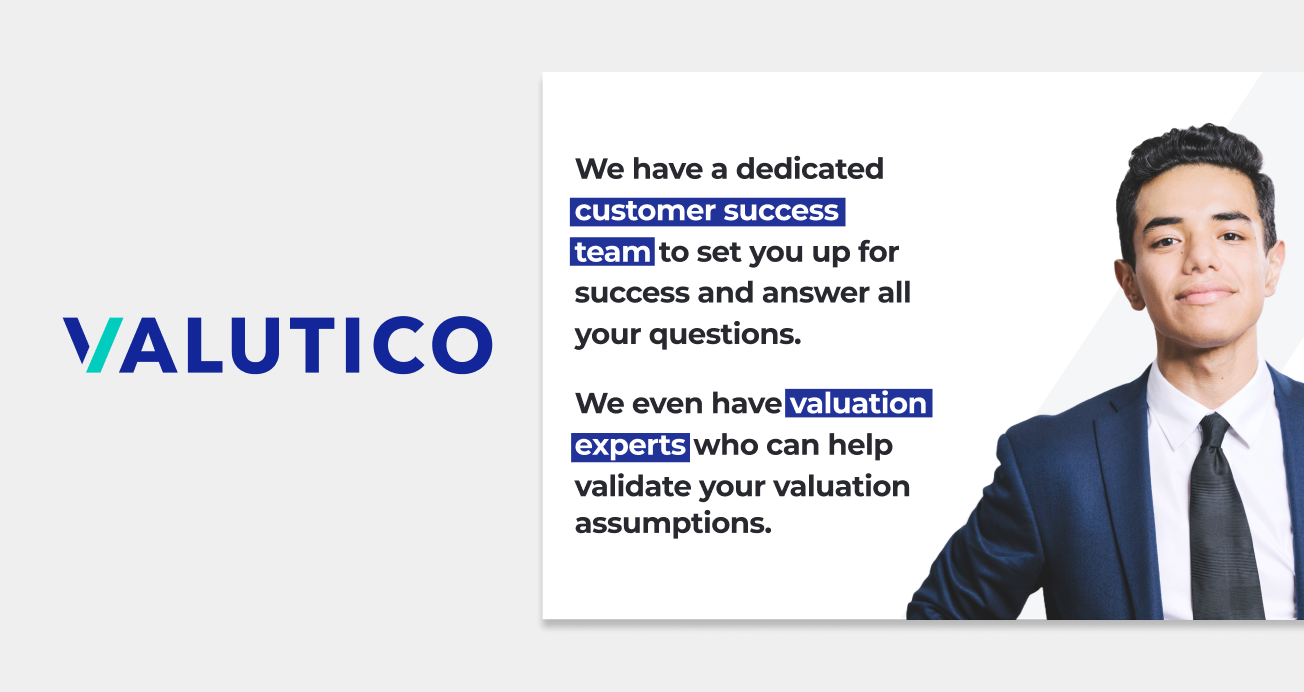 VALUTICO
We have a dedicated
customer success
team to set you up for
success and answer all
your questions.
We even have valuation
experts who can help
validate your valuation
assumptions.